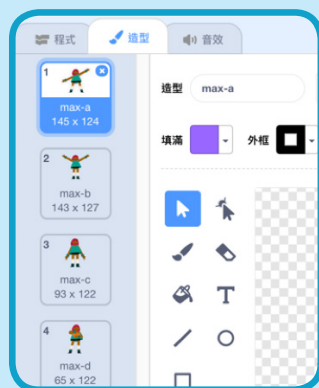 程式 造型 音效
1
max-a
145 x 124
2
max-b
143 x 127
3
max-c
93 x 122
4
max-d
65 x 122
造型 max-a
填滿 外框
T